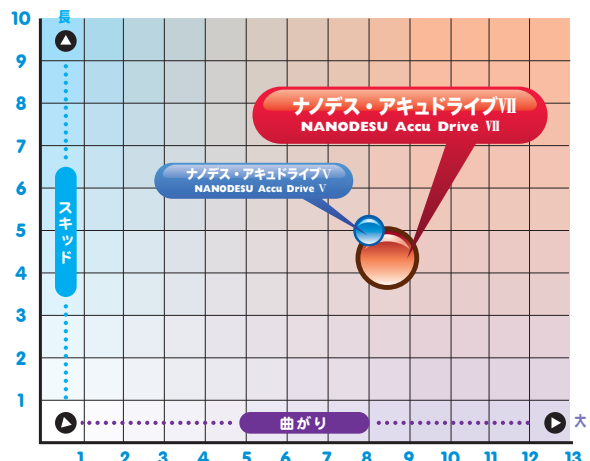 10
長
9
8
7
6
5
4
3
2
1
スキッド
ナノデス・アキュドライブⅦ
NANODESU Accu Drive Ⅶ
ナノデス・アキュドライブⅤ
NANODESU Accu Drive Ⅴ
曲がり
大
1 2 3 4 5 6 7 8 9 10 11 12 13